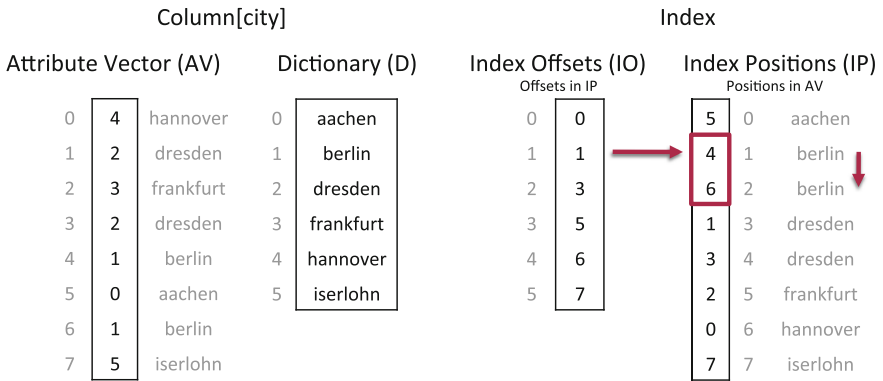 Column[city] Index
Attribute Vector (AV) Dictionary (D) Index Offsets (IO) Index Positions (IP)
Offsets in IP Positions in AV
0 4 hannover 0 aachen 0 0 5 0 aachen
1 2 dresden 1 berlin 1 1 4 1 berlin
2 3 frankfurt 2 dresden 2 3 6 2 berlin
3 2 dresden 3 frankfurt 3 5 1 3 dresden
4 1 berlin 4 hannover 4 6 3 4 dresden
5 0 aachen 5 iserlohn 5 7 2 5 frankfurt
6 1 berlin 0 6 hannover
7 5 iserlohn 7 7 iserlohn